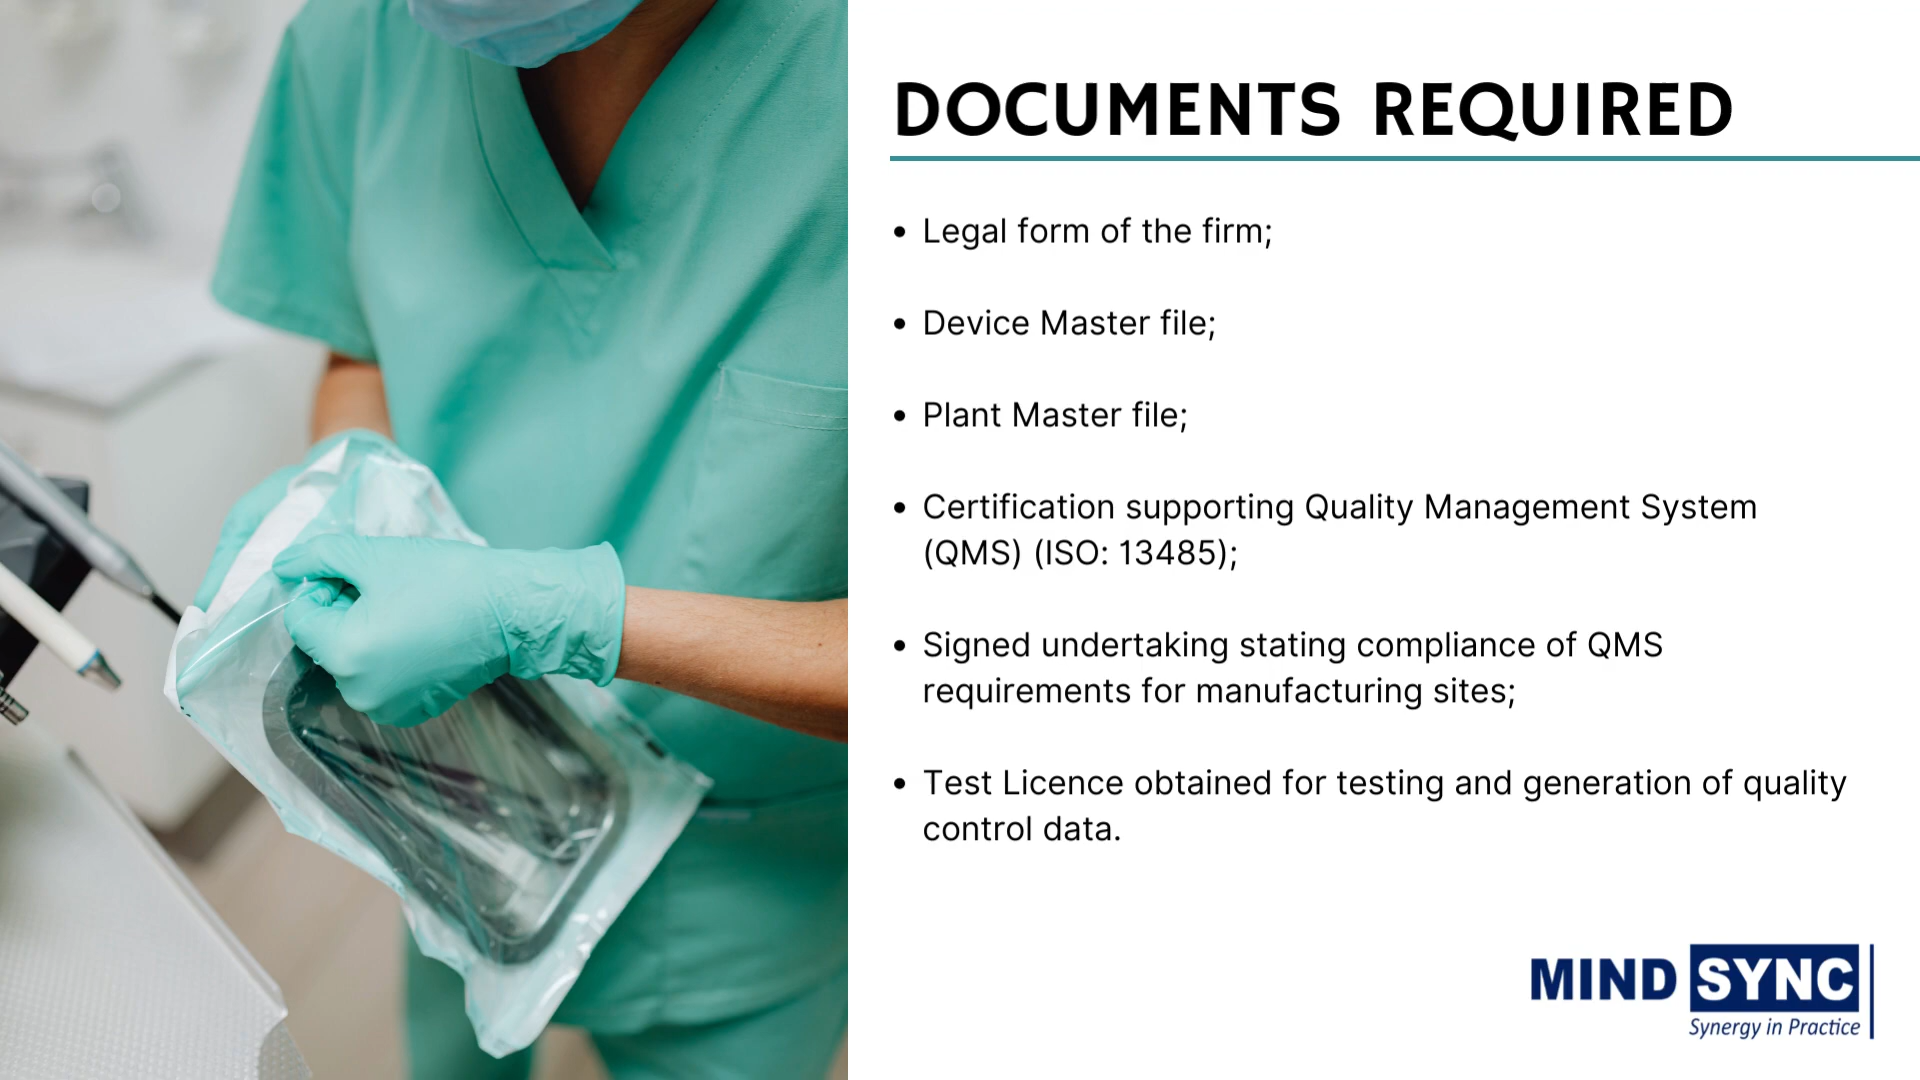 DOCUMENTS REQUIRED
• Legal form of the firm;
• Device Master file;
• Plant Master file;
• Certification supporting Quality Management System
(QMS) (ISO: 13485);
• Signed undertaking stating compliance of QMS
requirements for manufacturing sites;
• Test Licence obtained for testing and generation of quality
control data.
MIND SYNC
Synergy in Practice